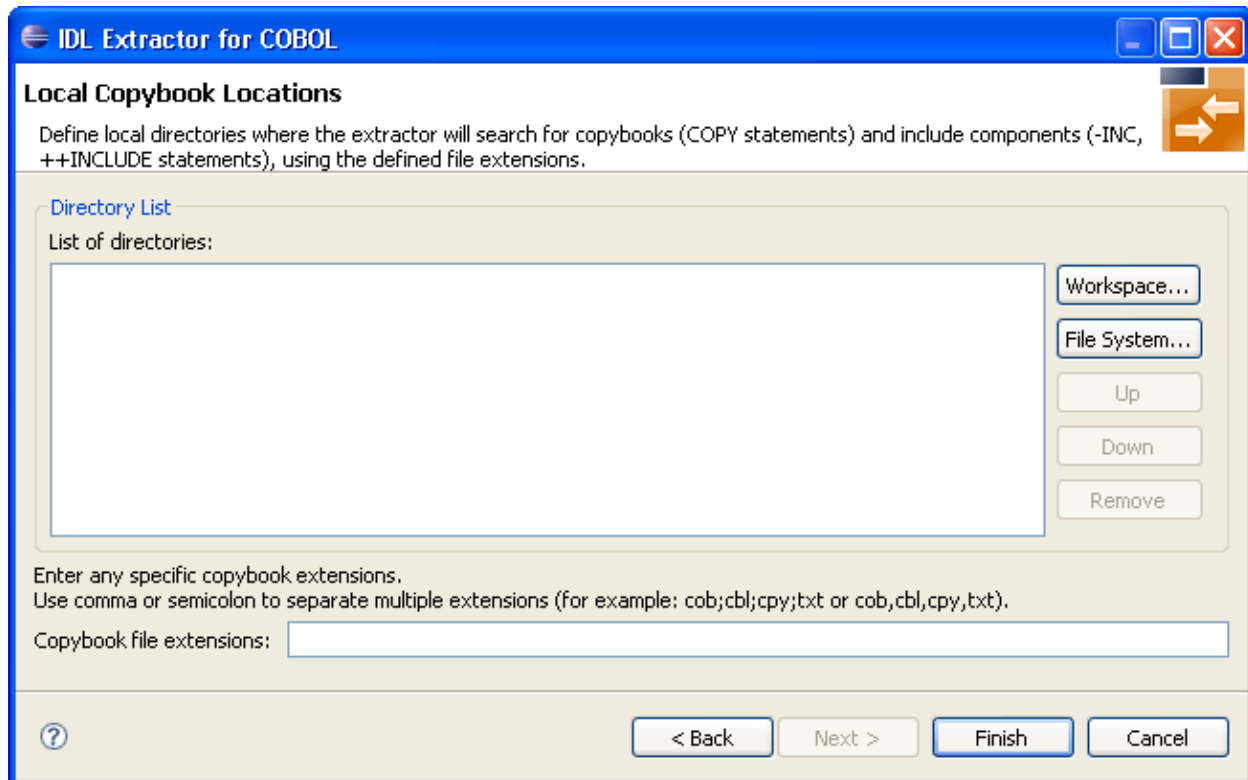 IDL Extractor for COBOL
Local Copybook Locations
Define local directories where the extractor will search for copybooks (COPY statements) and include components (-INC,
++INCLUDE statements), using the defined file extensions.
Directory List
List of directories:
Workspace...
File System...
Up
Down
Remove
Enter any specific copybook extensions.
Use comma or semicolon to separate multiple extensions (for example: cob;cbl;cpy;txt or cob,cbl,cpy,txt).
Copybook file extensions:
? < Back Next > Finish Cancel